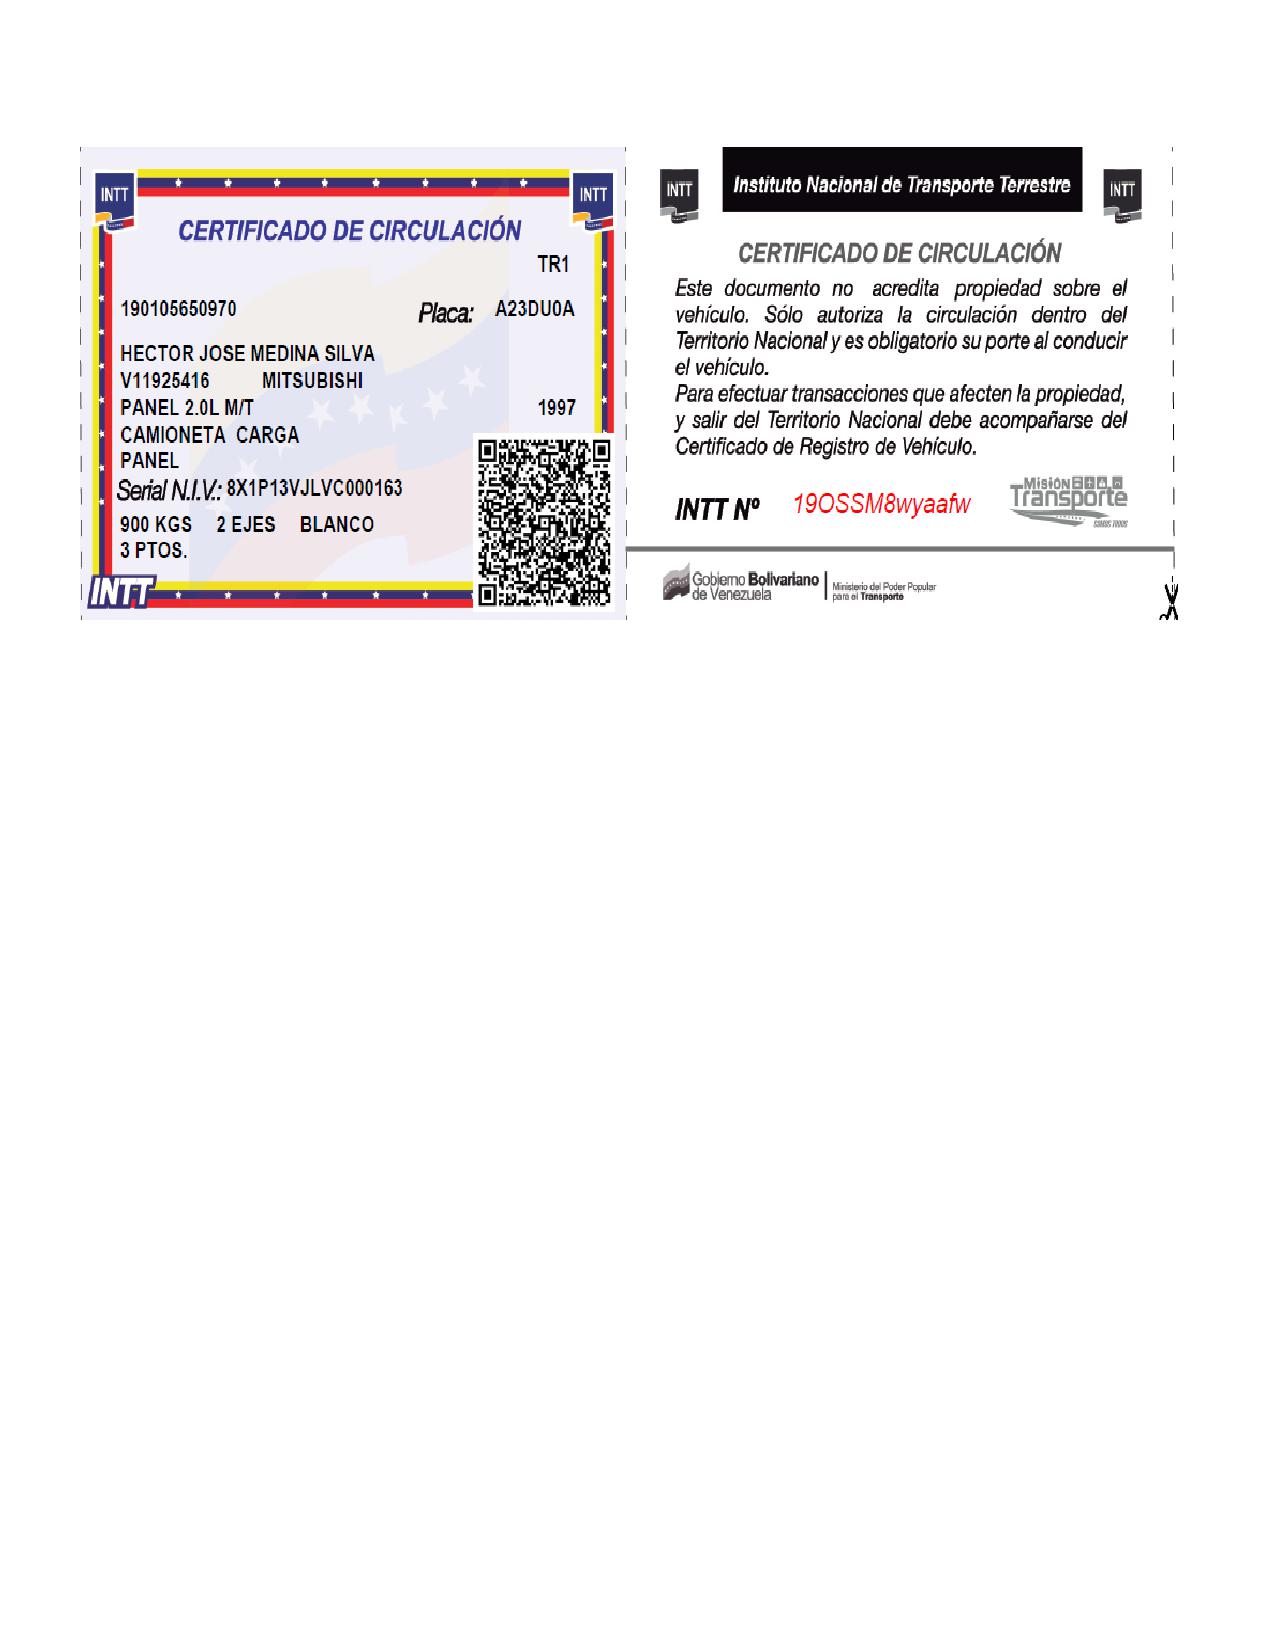 INTT
INTT
CERTIFICADO DE CIRCULACIÓN
TR1
190105650970 Placa: A23DU0A
HECTOR JOSE MEDINA SILVA
V11925416 MITSUBISHI
PANEL 2.0L M/T 1997
CAMIONETA CARGA
PANEL
Serial N.I.V.: 8X1P13VJLVC000163
900 KGS 2 EJES BLANCO
3 PTOS.
INTT
INTT
Instituto Nacional de Transporte Terrestre
INTT
CERTIFICADO DE CIRCULACIÓN
Este documento no acredita propiedad sobre el
vehículo. Sólo autoriza la circulación dentro del
Territorio Nacional y es obligatorio su porte al conducir
el vehículo.
Para efectuar transacciones que afecten la propiedad,
y salir del Territorio Nacional debe acompañarse del
Certificado de Registro de Vehículo.
INTT Nº 19OSSM8wyaafw
Misión
Transporte
SOMOS TODOS
Gobierno Bolivariano
de Venezuela
Ministerio del Poder Popular
para el Transporte